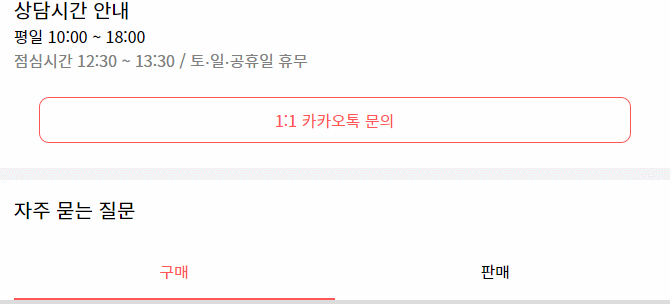 상담시간 안내
평일 10:00 ~ 18:00
점심시간 12:30 ~ 13:30 / 토·일·공휴일 휴무
1:1 카카오톡 문의
자주 묻는 질문
구매
판매